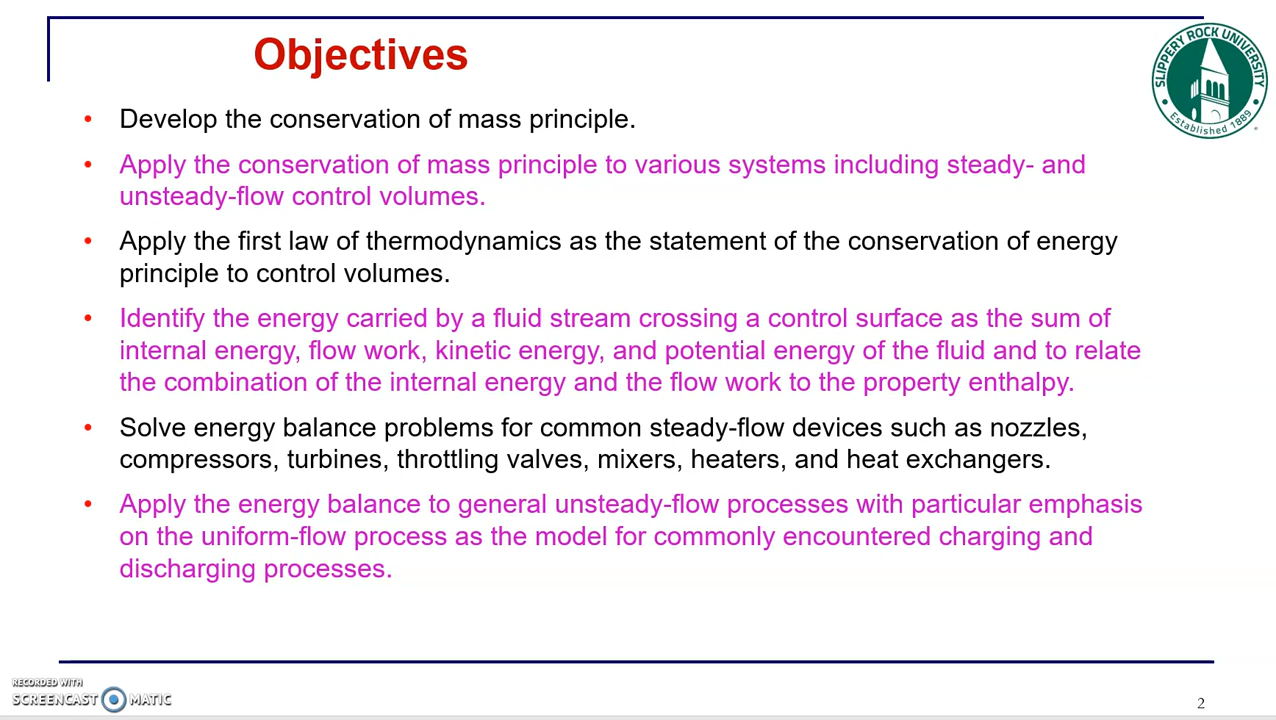 Objectives
SLIPPERY ROCK UNIVERSITY
Established 1889
• Develop the conservation of mass principle.
• Apply the conservation of mass principle to various systems including steady- and
unsteady-flow control volumes.
• Apply the first law of thermodynamics as the statement of the conservation of energy
principle to control volumes.
• Identify the energy carried by a fluid stream crossing a control surface as the sum of
internal energy, flow work, kinetic energy, and potential energy of the fluid and to relate
the combination of the internal energy and the flow work to the property enthalpy.
• Solve energy balance problems for common steady-flow devices such as nozzles,
compressors, turbines, throttling valves, mixers, heaters, and heat exchangers.
• Apply the energy balance to general unsteady-flow processes with particular emphasis
on the uniform-flow process as the model for commonly encountered charging and
discharging processes.
RECORDED WITH
SCREENCAST MATIC
2